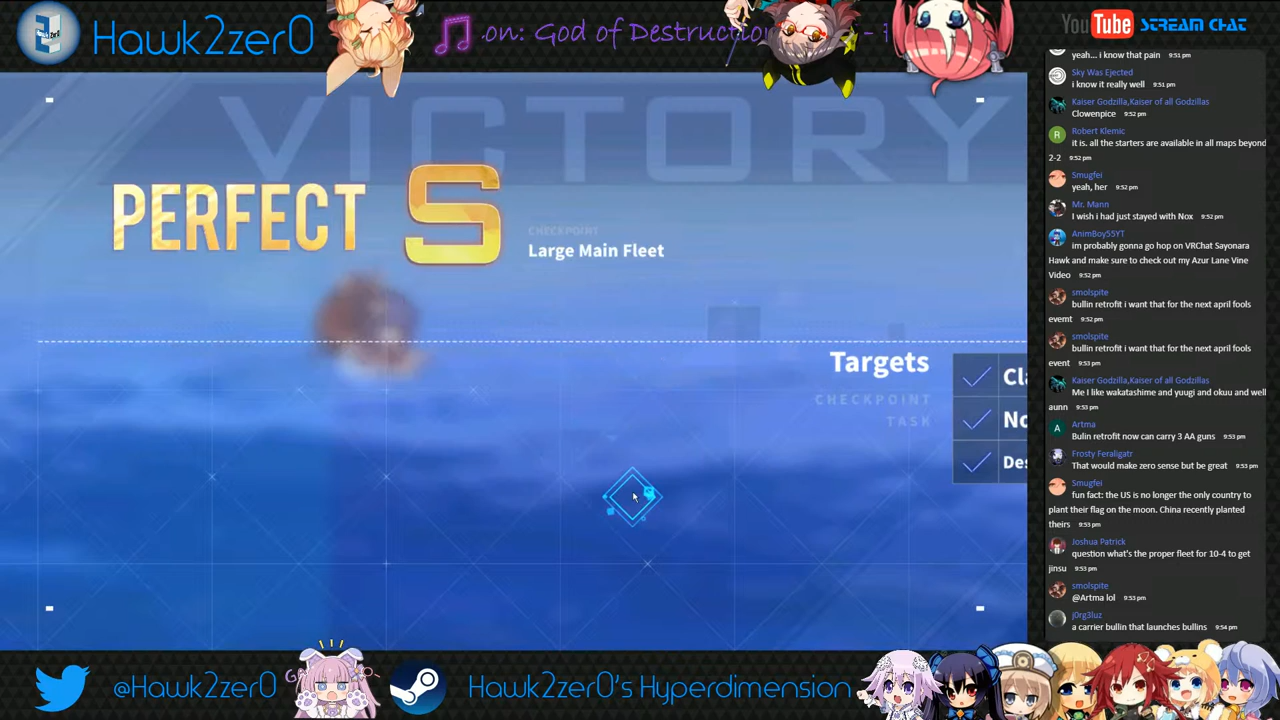 Hawk2zer0
.on: God of Destruction
You Tube STREAM CHAT
VICTORY
PERFECT S
CHECKPOINT
Large Main Fleet
Targets
CHECKPOINT
TASK
Cl
No
Des
yeah... i know that pain 9:51 pm
Sky Was Ejected
i know it really well 9:51 pm
Kaiser Godzilla,Kaiser of all Godzillas
Clowenpice 9:52 pm
Robert Klemic
it is. all the starters are available in all maps beyond
2-2 9:52 pm
Smugfei
yeah, her 9:52 pm
Mr. Mann
I wish i had just stayed with Nox 9:52 pm
AnimBoy55YT
im probably gonna go hop on VRChat Sayonara
Hawk and make sure to check out my Azur Lane Vine
Video 9:52 pm
smolspite
bullin retrofit i want that for the next april fools
evemt 9:52 pm
smolspite
bullin retrofit i want that for the next april fools
event 9:53 pm
Kaiser Godzilla,Kaiser of all Godzillas
Me I like wakatashime and yuugi and okuu and well
aunn 9:53 pm
Artma
Bulin retrofit now can carry 3 AA guns 9:53 pm
Frosty Feraligatr
That would make zero sense but be great 9:53 pm
Smugfei
fun fact: the US is no longer the only country to
plant their flag on the moon. China recently planted
theirs 9:53 pm
Joshua Patrick
question what's the proper fleet for 10-4 to get
jinsu 9:53 pm
smolspite
@Artma lol 9:53 pm
j0rg3luz
a carrier bullin that launches bullins 9:54 pm
@Hawk2zer0
Hawk2zer0's Hyperdimension